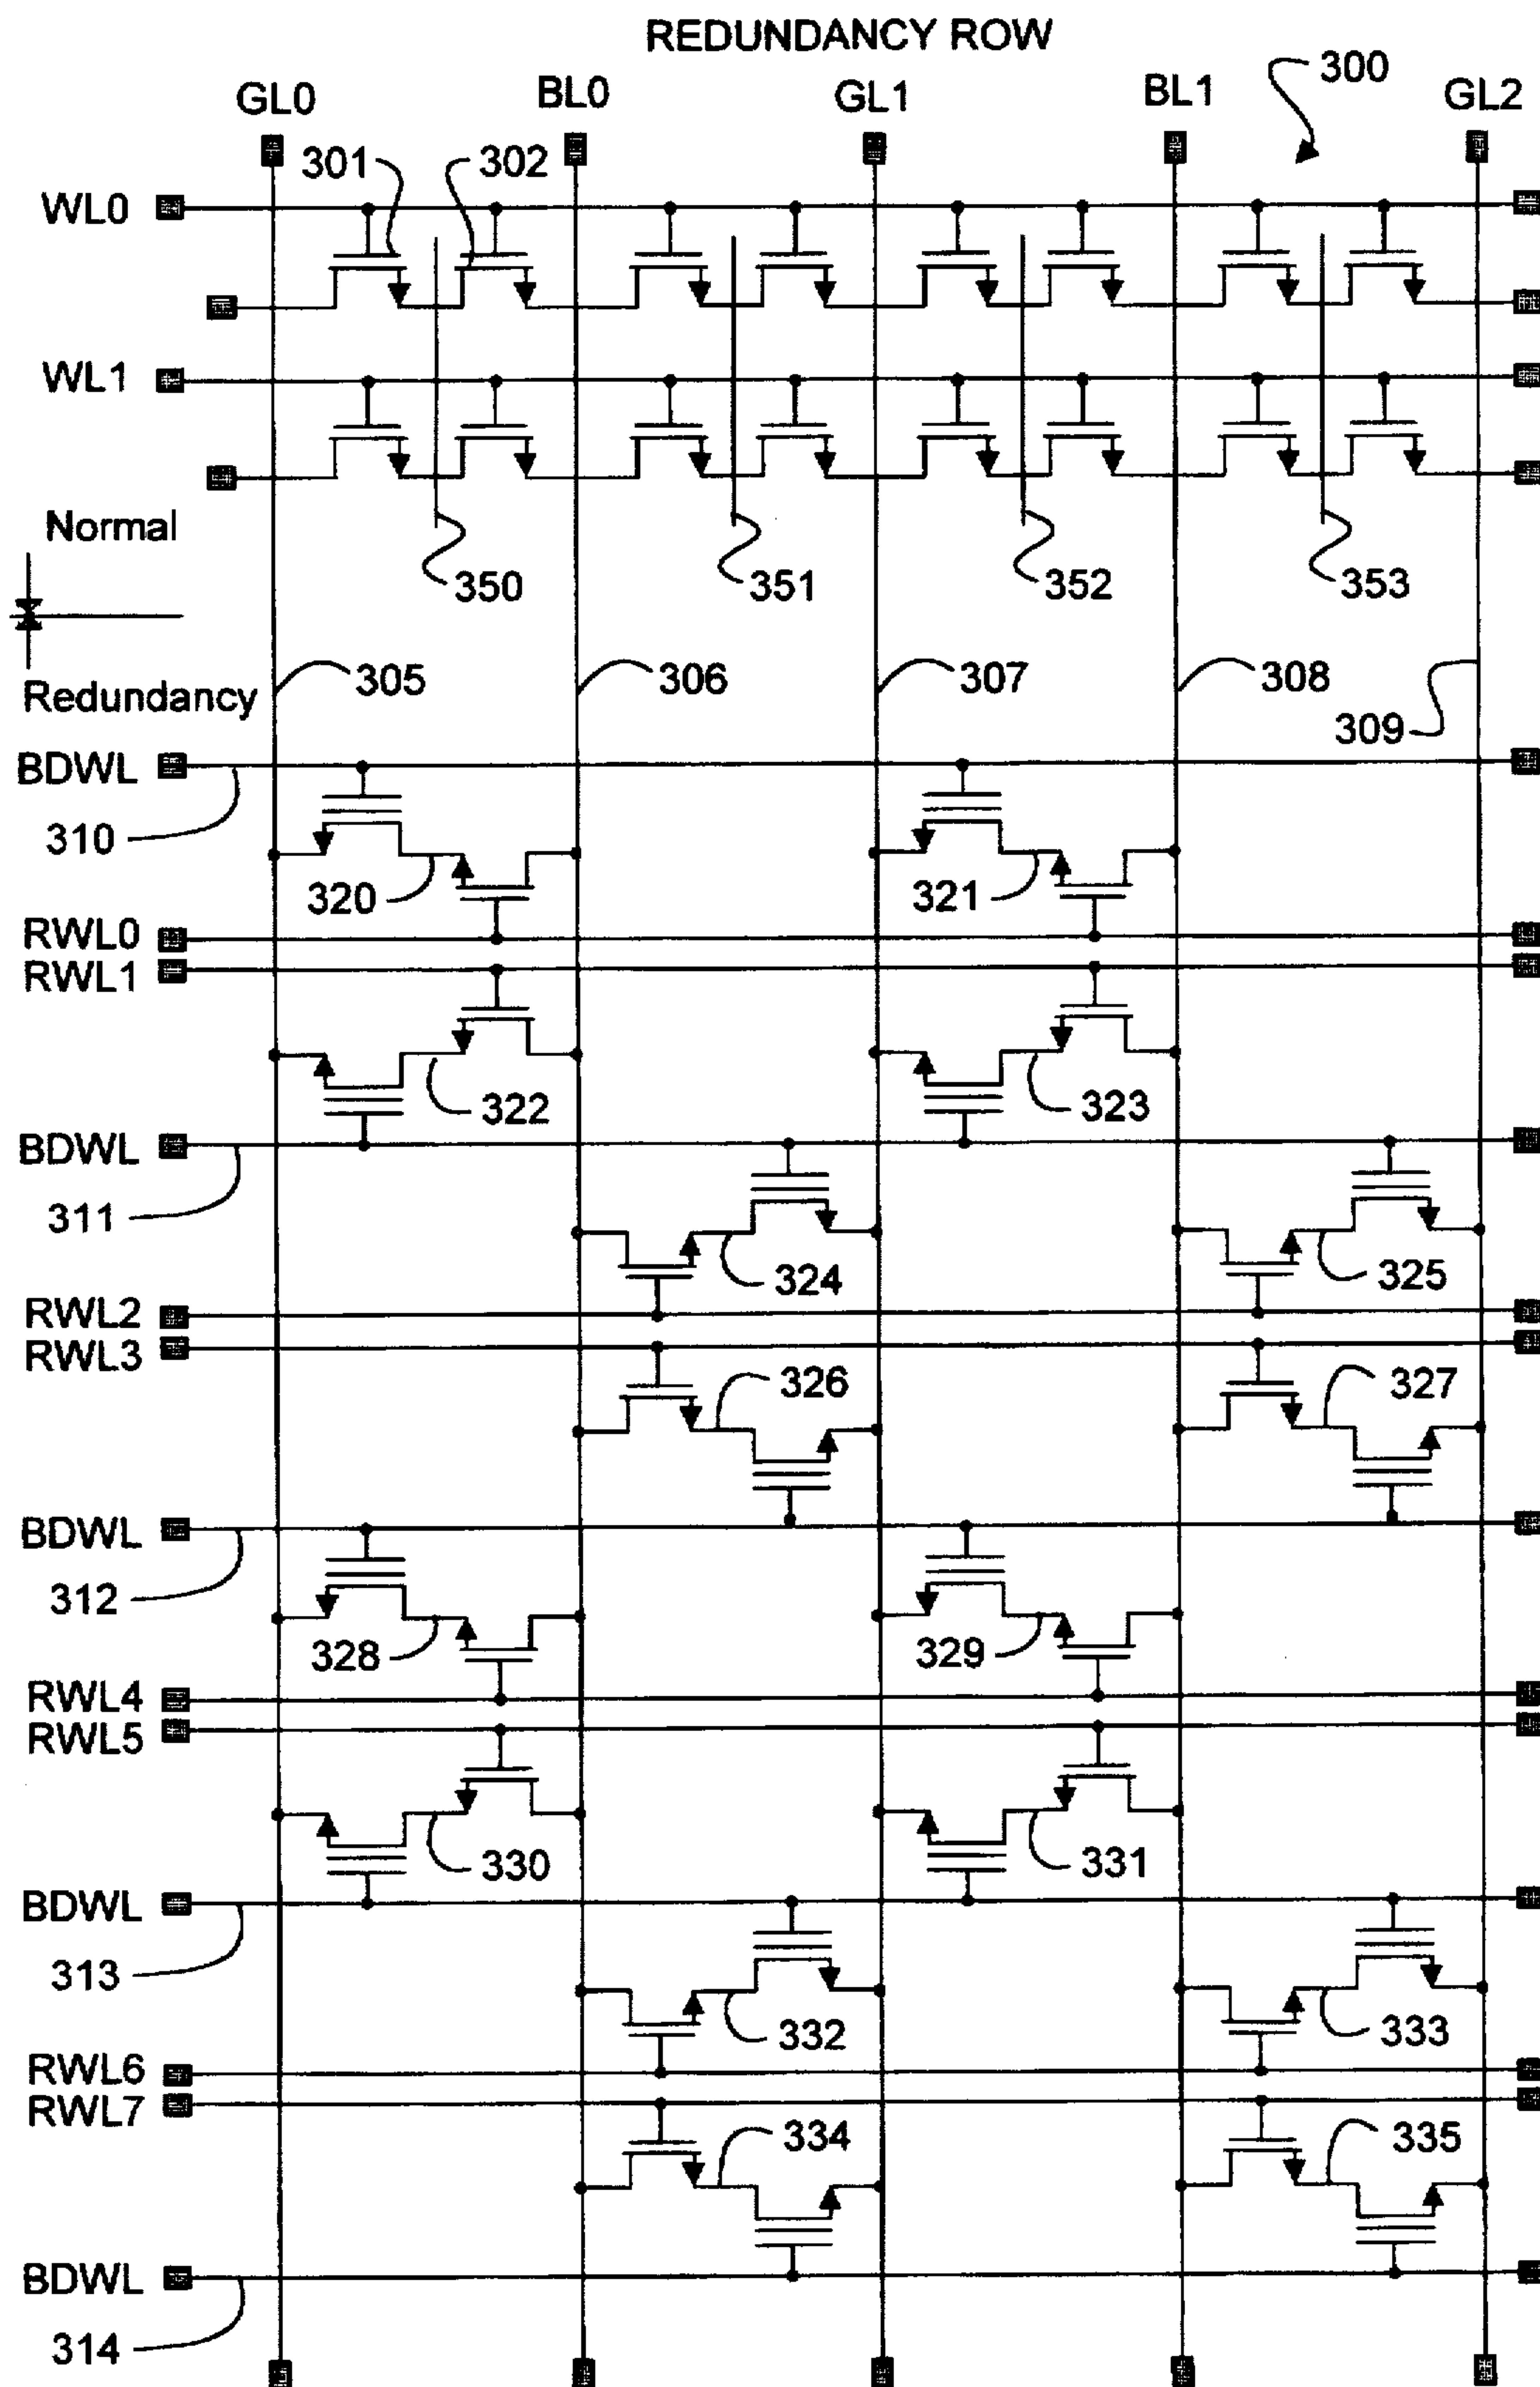 REDUNDANCY ROW
300
GL0 BL0 GL1 BL1 GL2
301 302
WL0
WL1
Normal
350 351 352 353
Redundancy
305 306 307 308
309
BDWL
310
320 321
RWL0
RWL1
322 323
BDWL
311
324 325
RWL2
RWL3
326 327
BDWL
312
328 329
RWL4
RWL5
330 331
BDWL
313
332 333
RWL6
RWL7
334 335
BDWL
314